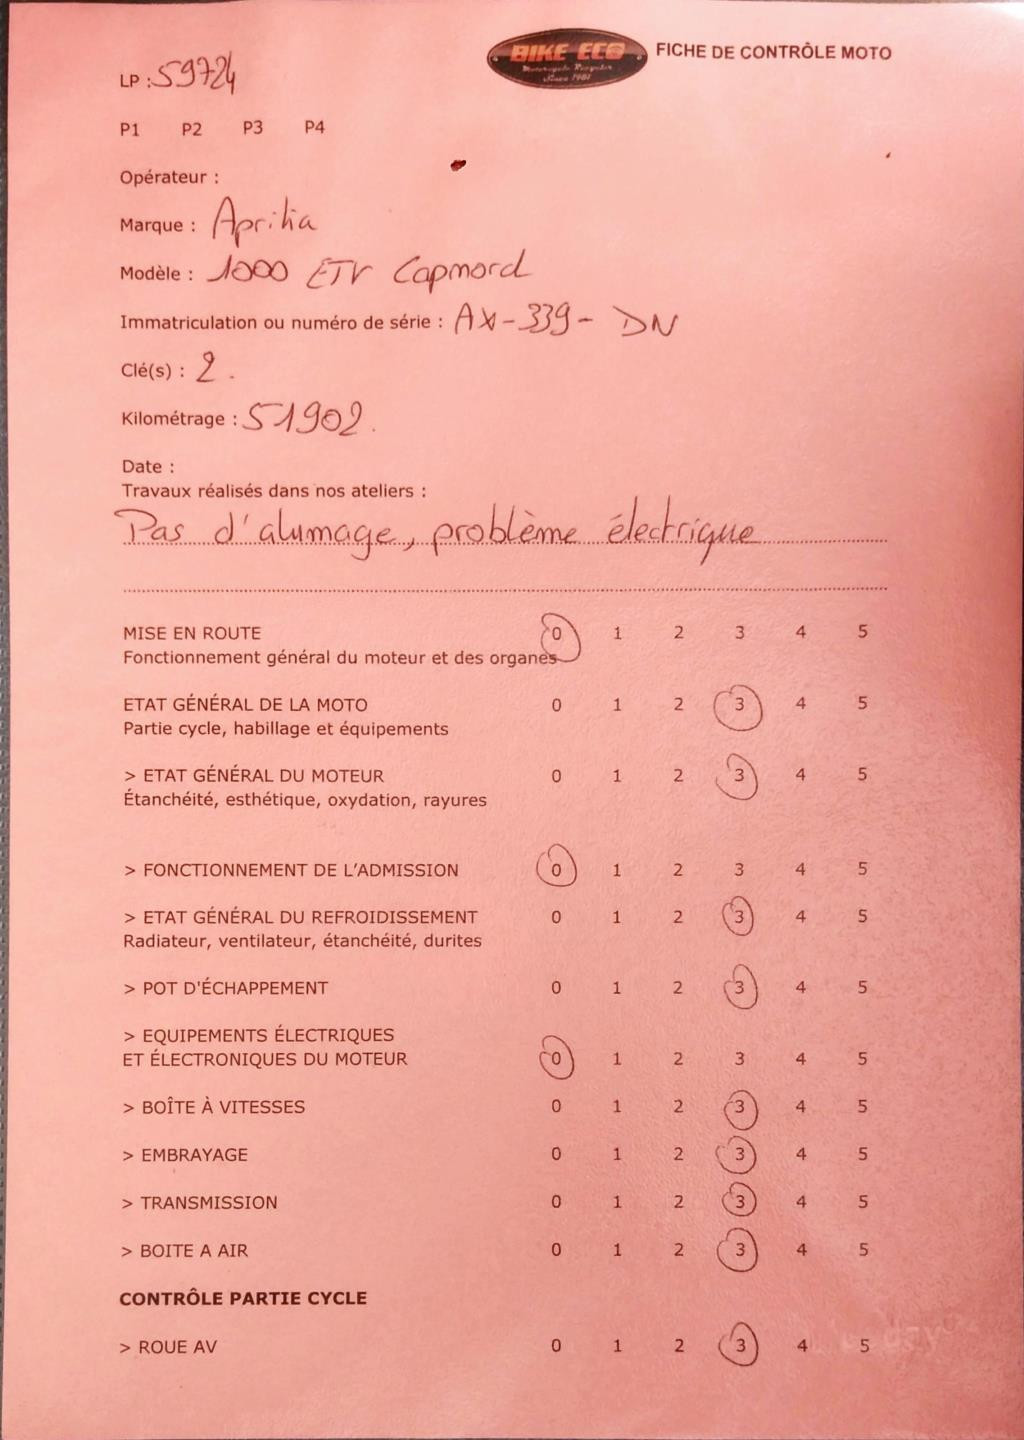 BIKE ECO
Motorcycle Recycler
Since 1981
FICHE DE CONTRÔLE MOTO
LP : 59724
P1 P2 P3 P4
Opérateur :
Marque : Aprilia
Modèle : 1000 ETV Capnord
Immatriculation ou numéro de série : AX-339-DN
Clé(s) : 2.
Kilométrage : 51902.
Date :
Travaux réalisés dans nos ateliers :
Pas d'alumage, problème électrique
MISE EN ROUTE 0 1 2 3 4 5
Fonctionnement général du moteur et des organes
ETAT GÉNÉRAL DE LA MOTO 0 1 2 3 4 5
Partie cycle, habillage et équipements
> ETAT GÉNÉRAL DU MOTEUR 0 1 2 3 4 5
Étanchéité, esthétique, oxydation, rayures
> FONCTIONNEMENT DE L'ADMISSION 0 1 2 3 4 5
> ETAT GÉNÉRAL DU REFROIDISSEMENT 0 1 2 3 4 5
Radiateur, ventilateur, étanchéité, durites
> POT D'ÉCHAPPEMENT 0 1 2 3 4 5
> EQUIPEMENTS ÉLECTRIQUES
ET ÉLECTRONIQUES DU MOTEUR 0 1 2 3 4 5
> BOÎTE À VITESSES 0 1 2 3 4 5
> EMBRAYAGE 0 1 2 3 4 5
> TRANSMISSION 0 1 2 3 4 5
> BOITE A AIR 0 1 2 3 4 5
CONTRÔLE PARTIE CYCLE
> ROUE AV 0 1 2 3 4 5